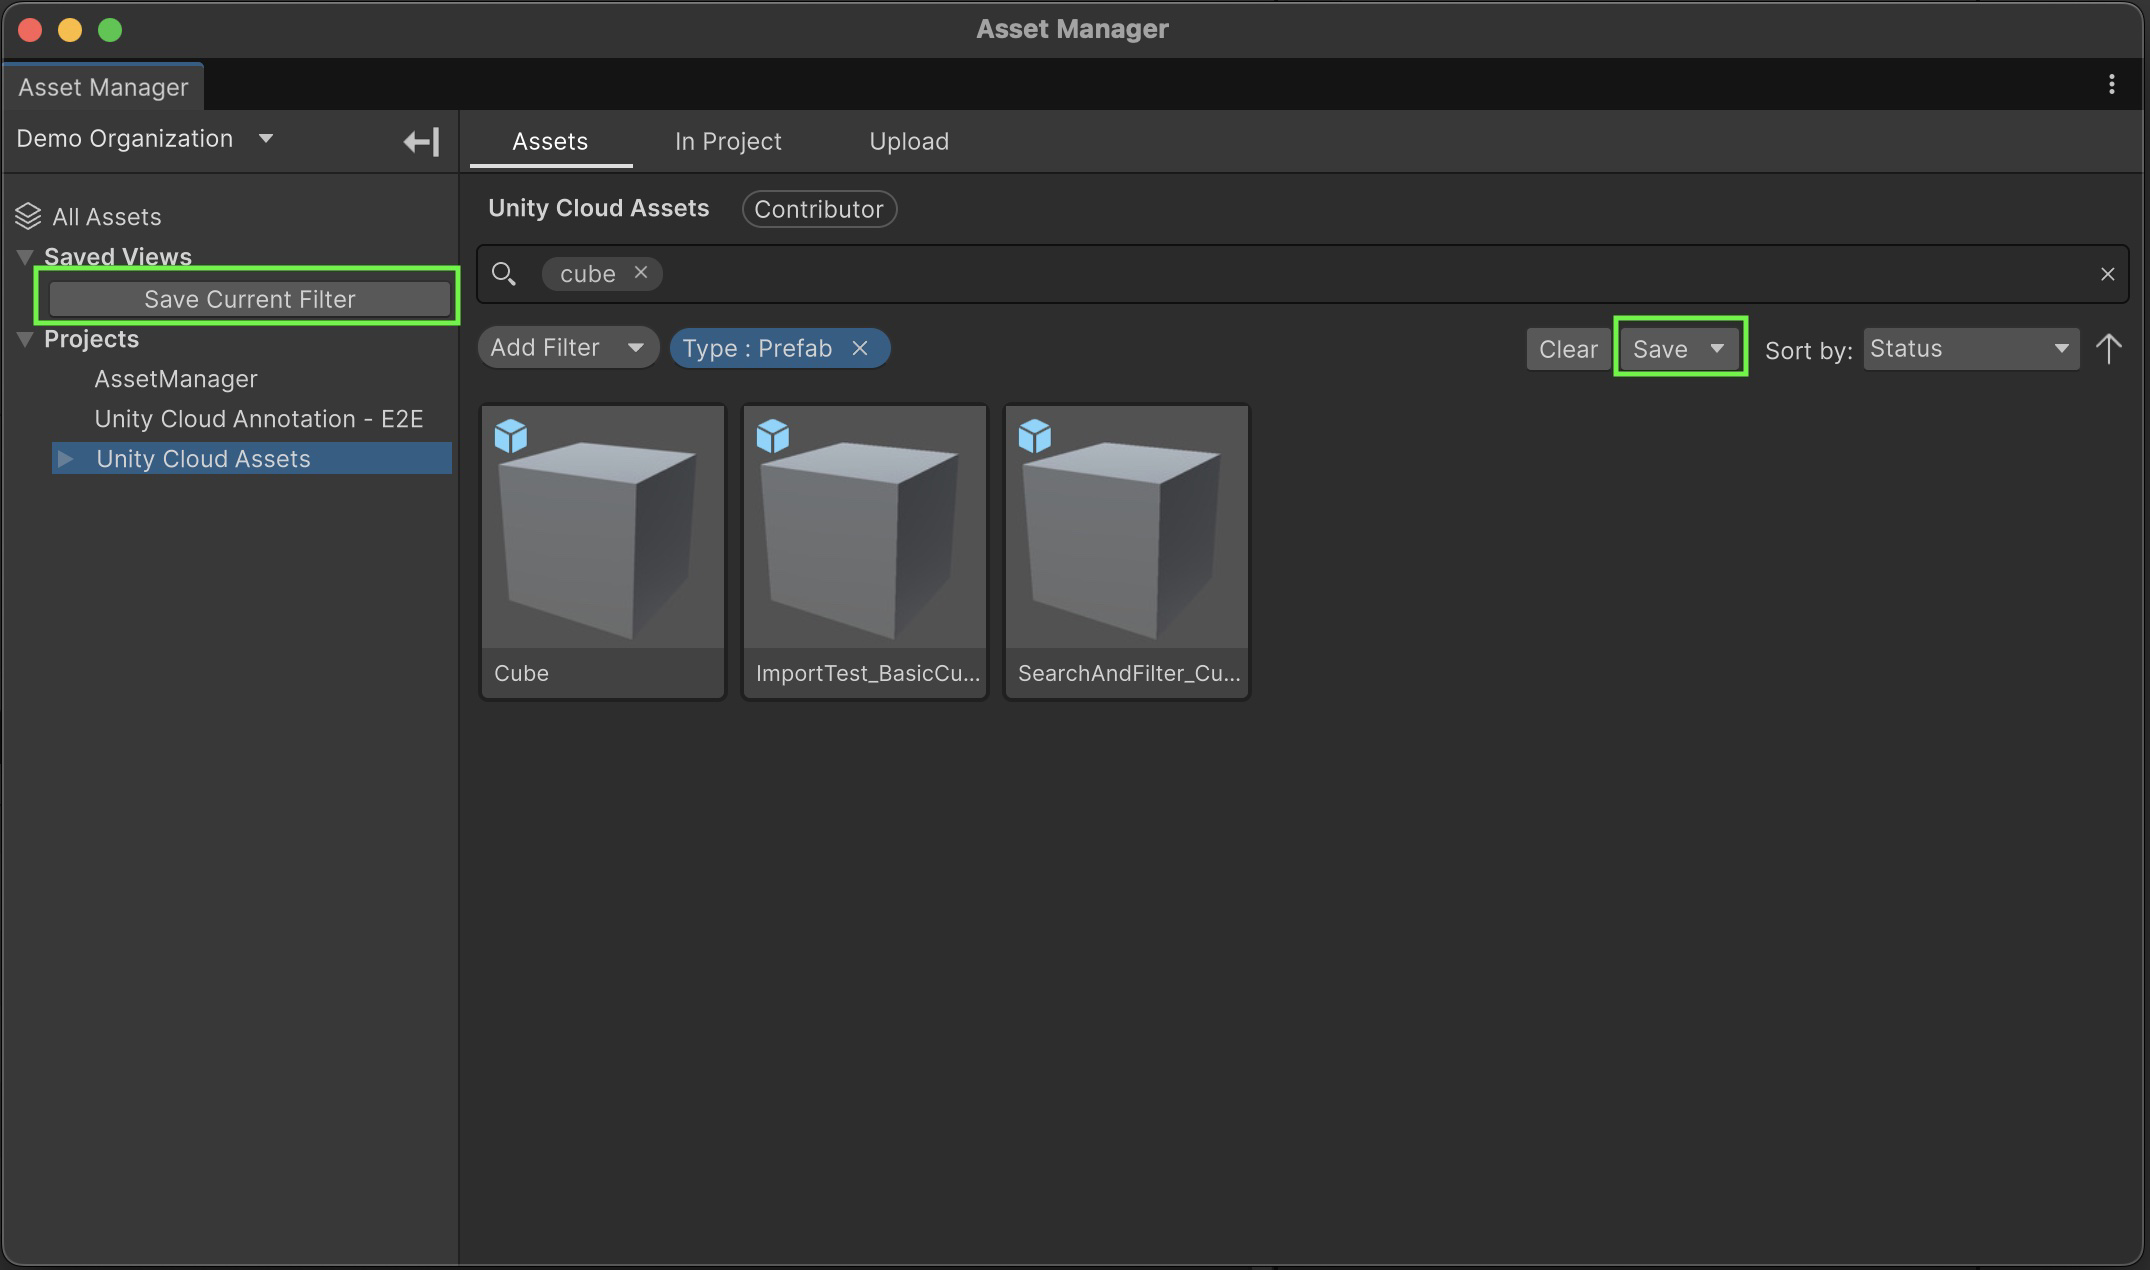 Asset Manager
Asset Manager
Demo Organization
Assets
In Project
Upload
All Assets
Saved Views
Save Current Filter
Projects
AssetManager
Unity Cloud Annotation - E2E
Unity Cloud Assets
Unity Cloud Assets
Contributor
cube
Add Filter
Type : Prefab
Clear
Save
Sort by:
Status
Cube
ImportTest_BasicCu...
SearchAndFilter_Cu...